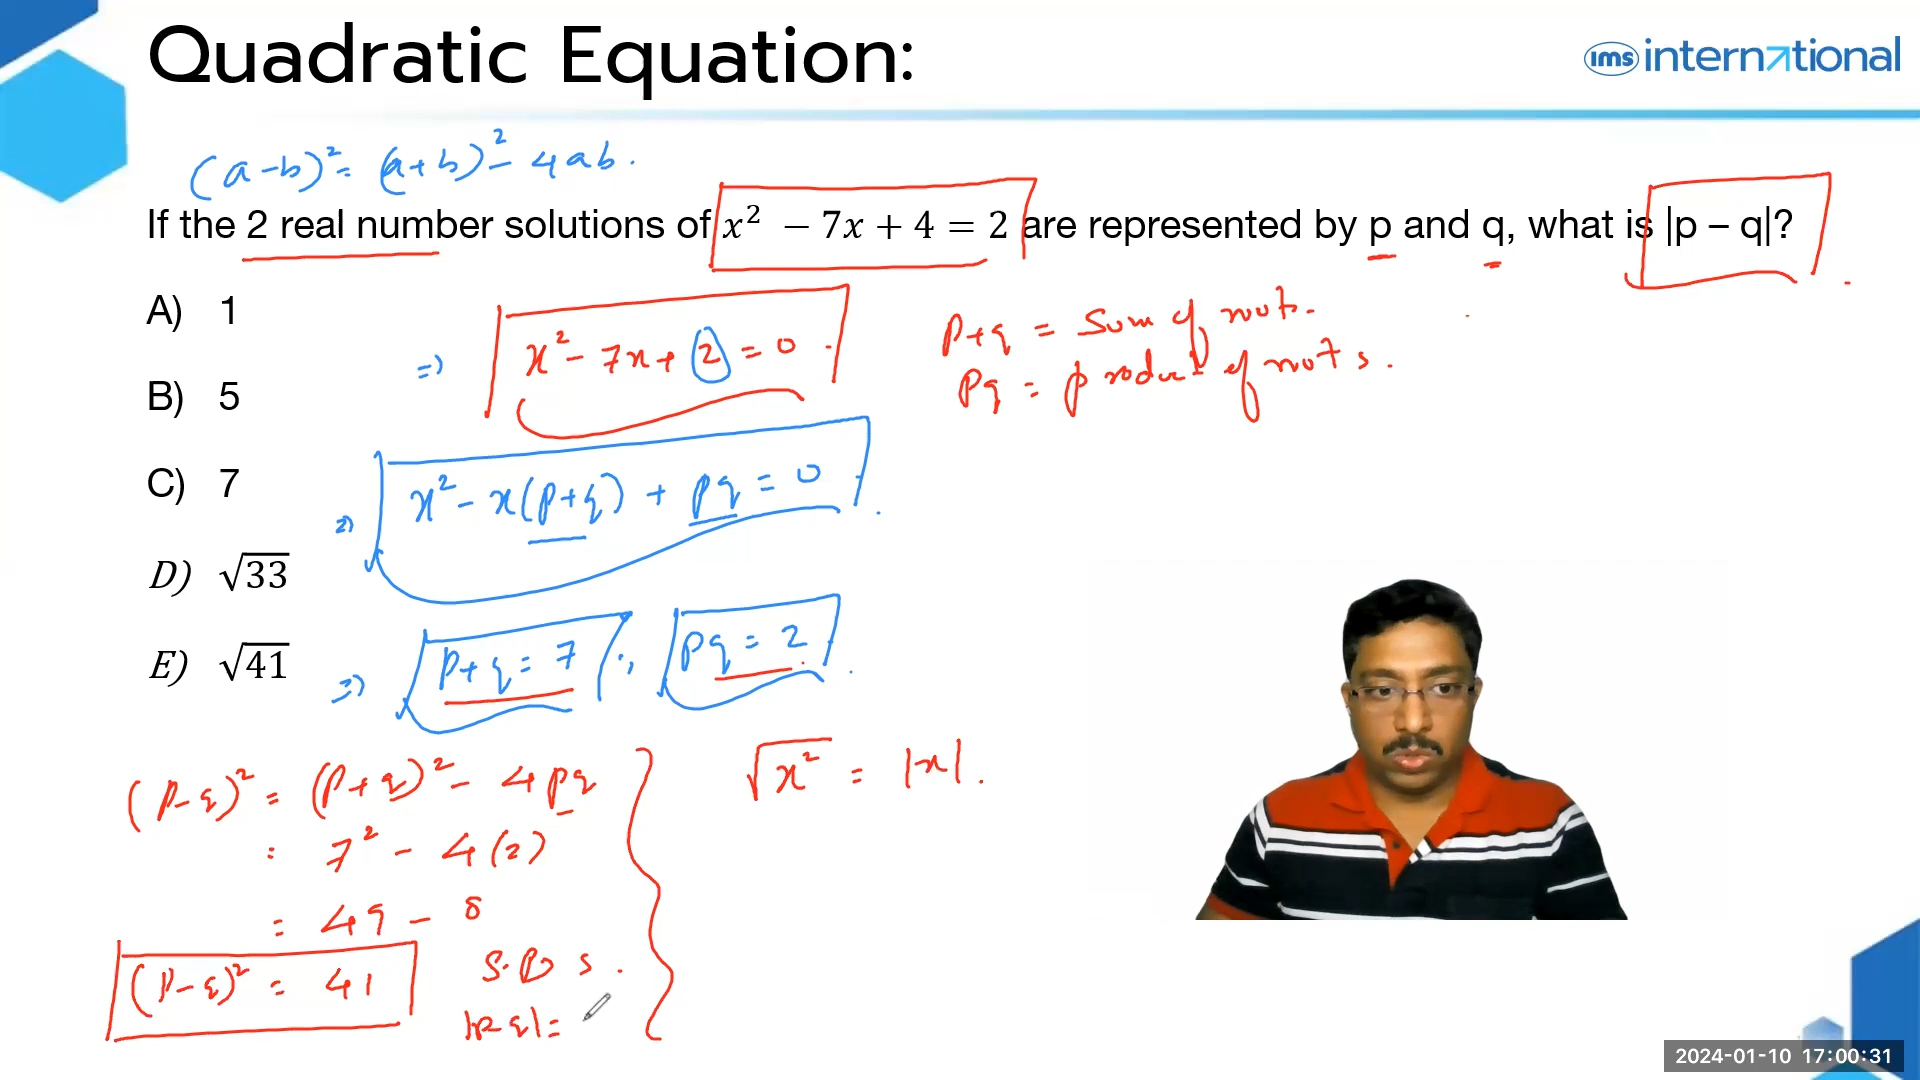 Quadratic Equation:
ims international
(a-b)² = (a+b)² - 4ab.
If the 2 real number solutions of x² − 7x + 4 = 2 are represented by p and q, what is |p – q|?
A) 1
B) 5
C) 7
D) √33
E) √41
=> x² - 7x + 2 = 0
P+q = Sum of roots.
Pq = product of roots.
=> x² - x(p+q) + pq = 0
=> P+q = 7 ; pq = 2
(P-q)² = (P+q)² - 4pq
= 7² - 4(2)
= 49 - 8
(P-q)² = 41
S.B S.
|P-q| =
√x² = |x|.
2024-01-10 17:00:31